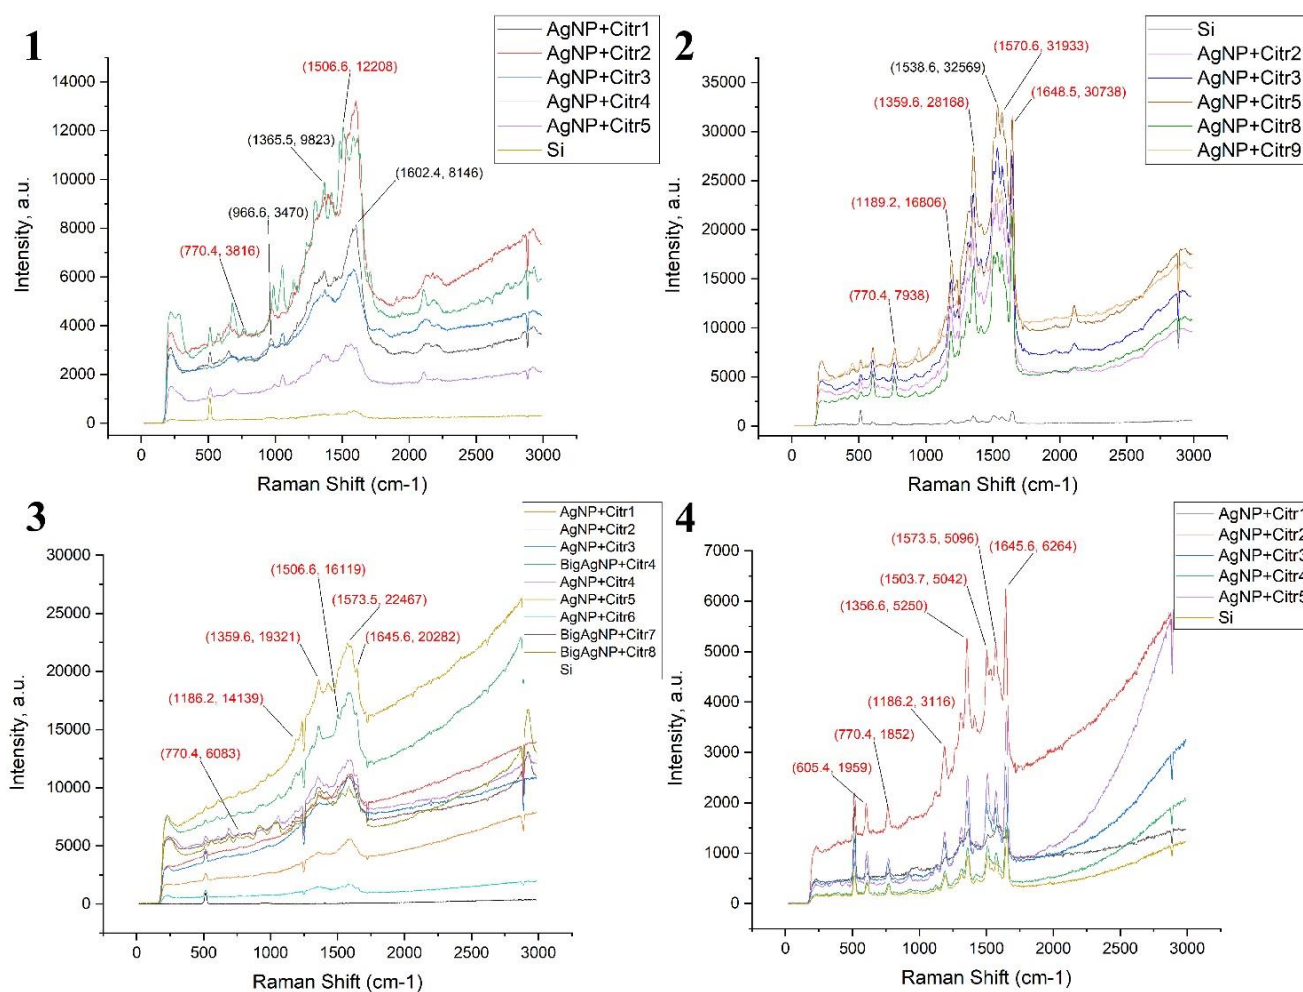 1
AgNP+Citr1
AgNP+Citr2
AgNP+Citr3
AgNP+Citr4
AgNP+Citr5
Si
(1506.6, 12208)
(1365.5, 9823)
(1602.4, 8146)
(966.6, 3470)
(770.4, 3816)
14000
12000
10000
8000
6000
4000
2000
0
Intensity, a.u.
0 500 1000 1500 2000 2500 3000
Raman Shift (cm-1)
2
Si
AgNP+Citr2
AgNP+Citr3
AgNP+Citr5
AgNP+Citr8
AgNP+Citr9
(1570.6, 31933)
(1538.6, 32569)
(1648.5, 30738)
(1359.6, 28168)
(1189.2, 16806)
(770.4, 7938)
35000
30000
25000
20000
15000
10000
5000
0
Intensity, a.u.
0 500 1000 1500 2000 2500 3000
Raman Shift (cm-1)
3
AgNP+Citr1
AgNP+Citr2
AgNP+Citr3
BigAgNP+Citr4
AgNP+Citr4
AgNP+Citr5
AgNP+Citr6
BigAgNP+Citr7
BigAgNP+Citr8
Si
(1506.6, 16119)
(1573.5, 22467)
(1359.6, 19321)
(1645.6, 20282)
(1186.2, 14139)
(770.4, 6083)
30000
25000
20000
15000
10000
5000
0
Intensity, a.u.
0 500 1000 1500 2000 2500 3000
Raman Shift (cm-1)
4
AgNP+Citr1
AgNP+Citr2
AgNP+Citr3
AgNP+Citr4
AgNP+Citr5
Si
(1573.5, 5096)
(1645.6, 6264)
(1503.7, 5042)
(1356.6, 5250)
(1186.2, 3116)
(770.4, 1852)
(605.4, 1959)
7000
6000
5000
4000
3000
2000
1000
0
Intensity, a.u.
0 500 1000 1500 2000 2500 3000
Raman Shift (cm-1)